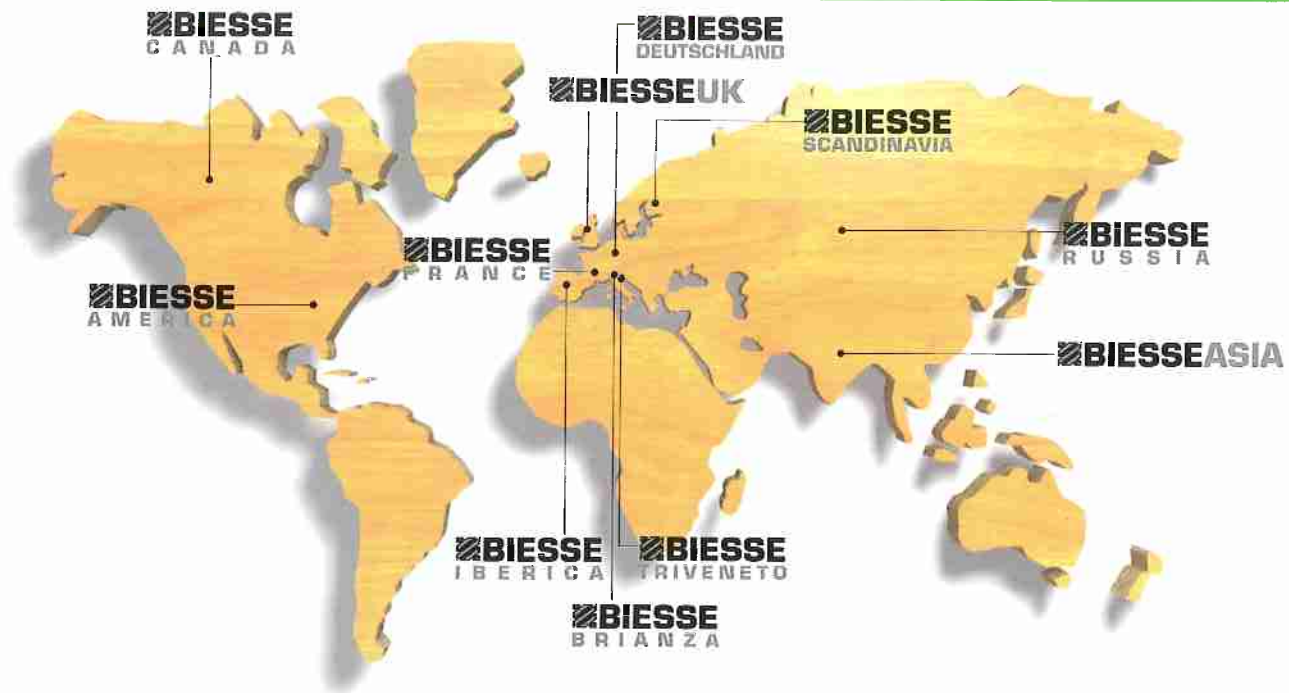 BIESSE
CANADA
BIESSE
DEUTSCHLAND
BIESSEUK
BIESSE
SCANDINAVIA
BIESSE
FRANCE
BIESSE
RUSSIA
BIESSE
AMERICA
BIESSEASIA
BIESSE
IBERICA
BIESSE
TRIVENETO
BIESSE
BRIANZA